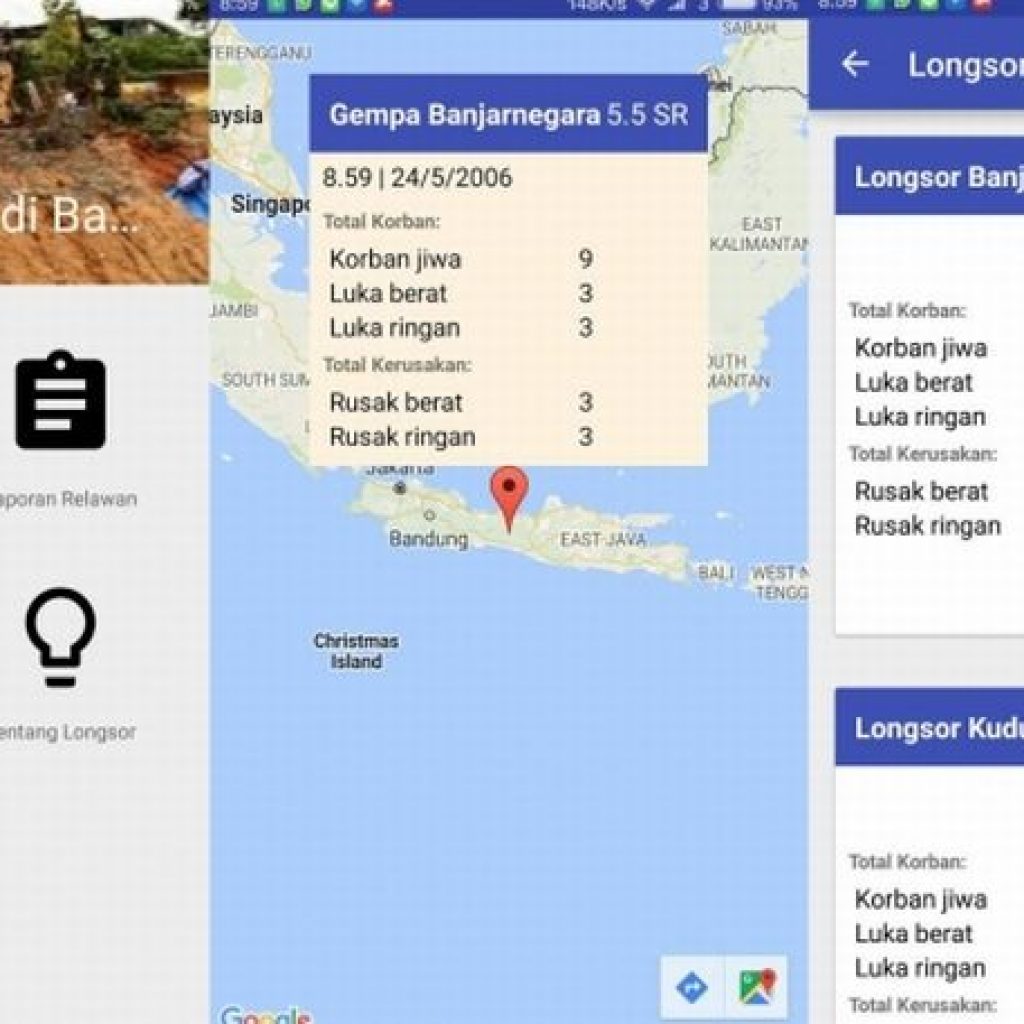 di Ba...
aporan Relawan
entang Longsor
8:59
148K/s
3
93%
TERENGGANU
SABAH
aysia
nei
Singapo
Gempa Banjarnegara 5.5 SR
8.59 | 24/5/2006
Total Korban:
Korban jiwa 9
Luka berat 3
Luka ringan 3
Total Kerusakan:
Rusak berat 3
Rusak ringan 3
EAST
KALIMANTAN
JAMBI
SOUTH SUM
OUTH
MANTAN
Jakarta
Bandung
EAST JAVA
BALI
WEST N
TENGG
Christmas
Island
Google
8:59
Longsor
Longsor Banj
Total Korban:
Korban jiwa
Luka berat
Luka ringan
Total Kerusakan:
Rusak berat
Rusak ringan
Longsor Kudu
Total Korban:
Korban jiwa
Luka berat
Luka ringan
Total Kerusakan: